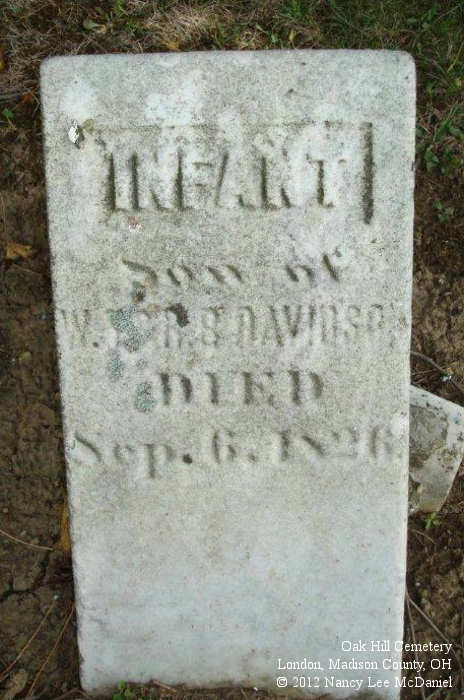 INFANT
Son of
W. & S DAVIDSON
DIED
Sep. 6. 1826
Oak Hill Cemetery
London, Madison County, OH
© 2012 Nancy Lee McDaniel